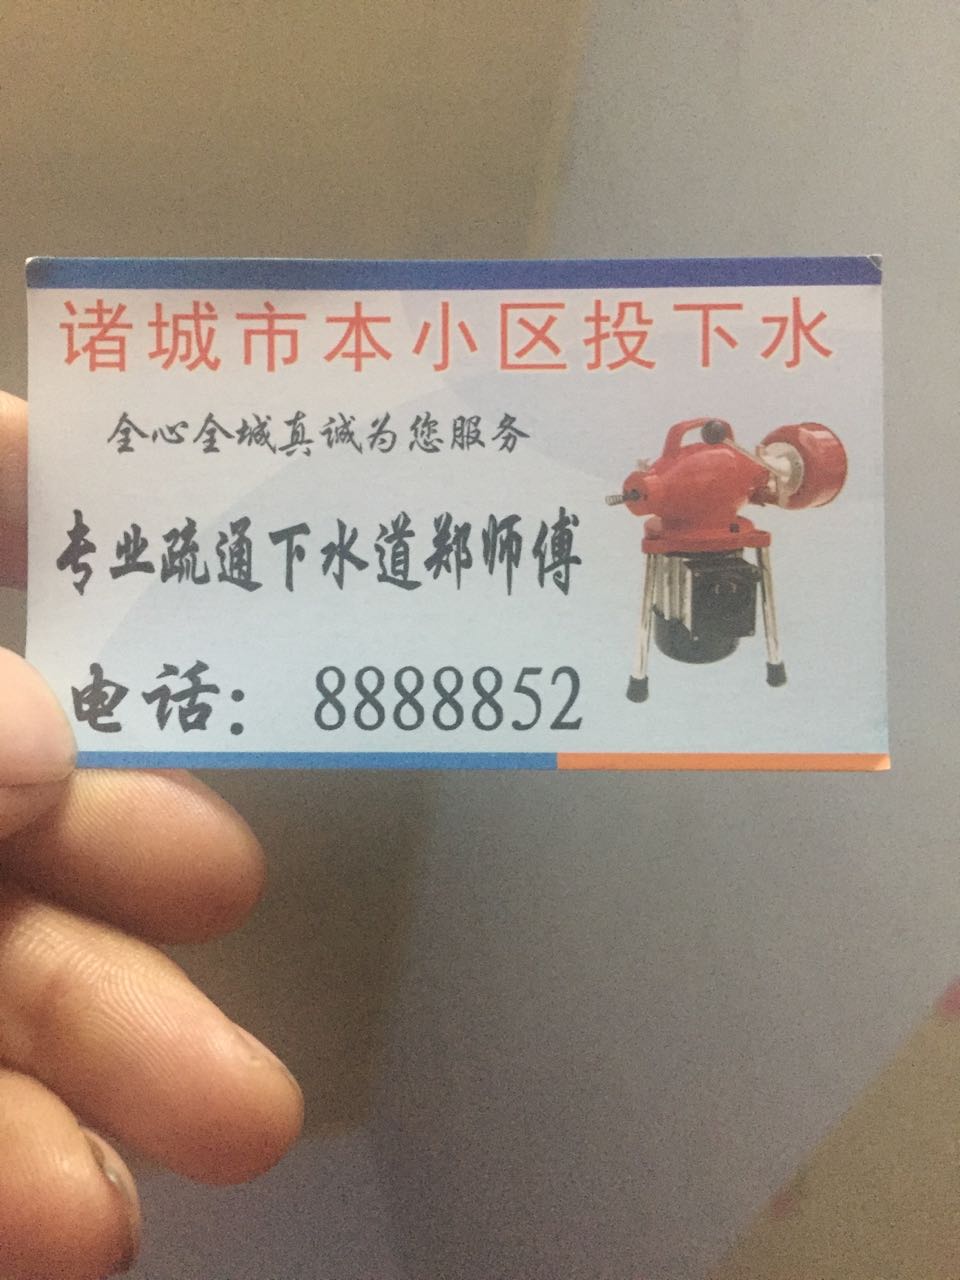 诸城市本小区投下水
全心全城真诚为您服务
专业疏通下水道郑师傅
电话：8888852